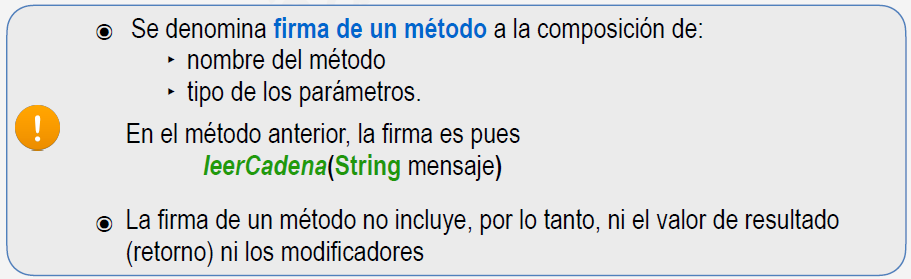 Se denomina firma de un método a la composición de:
‣ nombre del método
‣ tipo de los parámetros.
En el método anterior, la firma es pues
leerCadena(String mensaje)
La firma de un método no incluye, por lo tanto, ni el valor de resultado
(retorno) ni los modificadores